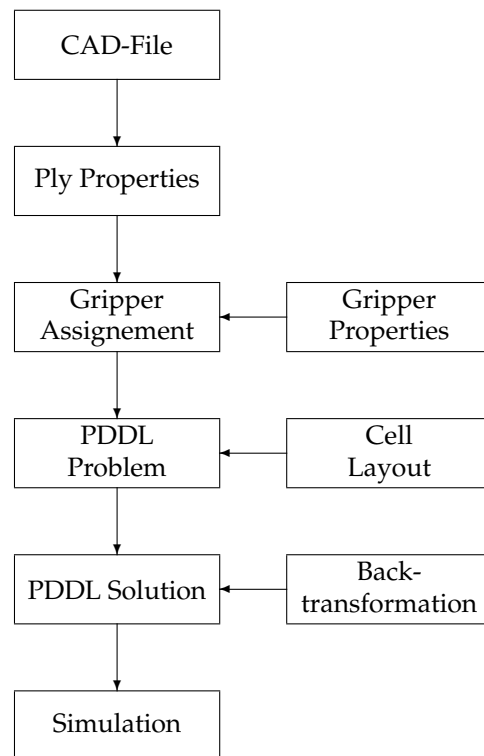 CAD-File
Ply Properties
Gripper
Assignement
Gripper
Properties
PDDL
Problem
Cell
Layout
PDDL Solution
Back-
transformation
Simulation